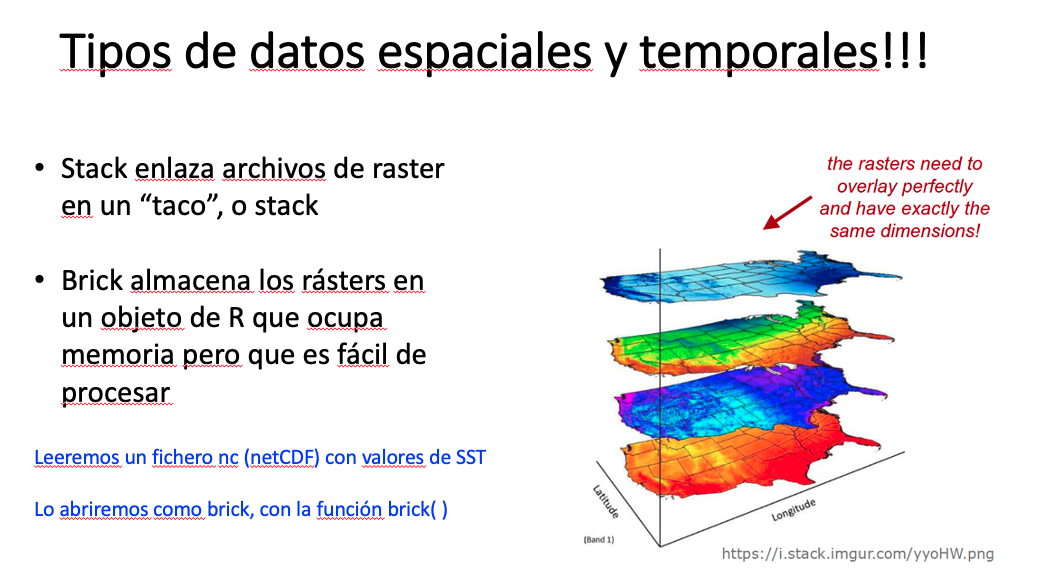 Tipos de datos espaciales y temporales!!!
• Stack enlaza archivos de raster
en un “taco”, o stack
• Brick almacena los rásters en
un objeto de R que ocupa
memoria pero que es fácil de
procesar
Leeremos un fichero nc (netCDF) con valores de SST
Lo abriremos como brick, con la función brick( )
the rasters need to
overlay perfectly
and have exactly the
same dimensions!
Latitude
Longitude
(Band 1)
https://i.stack.imgur.com/yyoHW.png